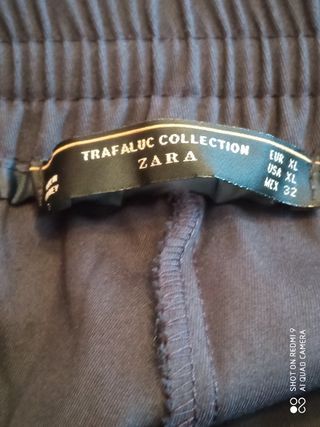 TRAFALUC COLLECTION
ZARA
EUR XL
USA XL
MEX 32
SHOT ON REDMI 9
AI QUAD CAMERA